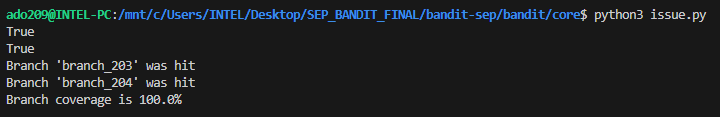 ado209@INTEL-PC:/mnt/c/Users/INTEL/Desktop/SEP_BANDIT_FINAL/bandit-sep/bandit/core$ python3 issue.py
True
True
Branch 'branch_203' was hit
Branch 'branch_204' was hit
Branch coverage is 100.0%